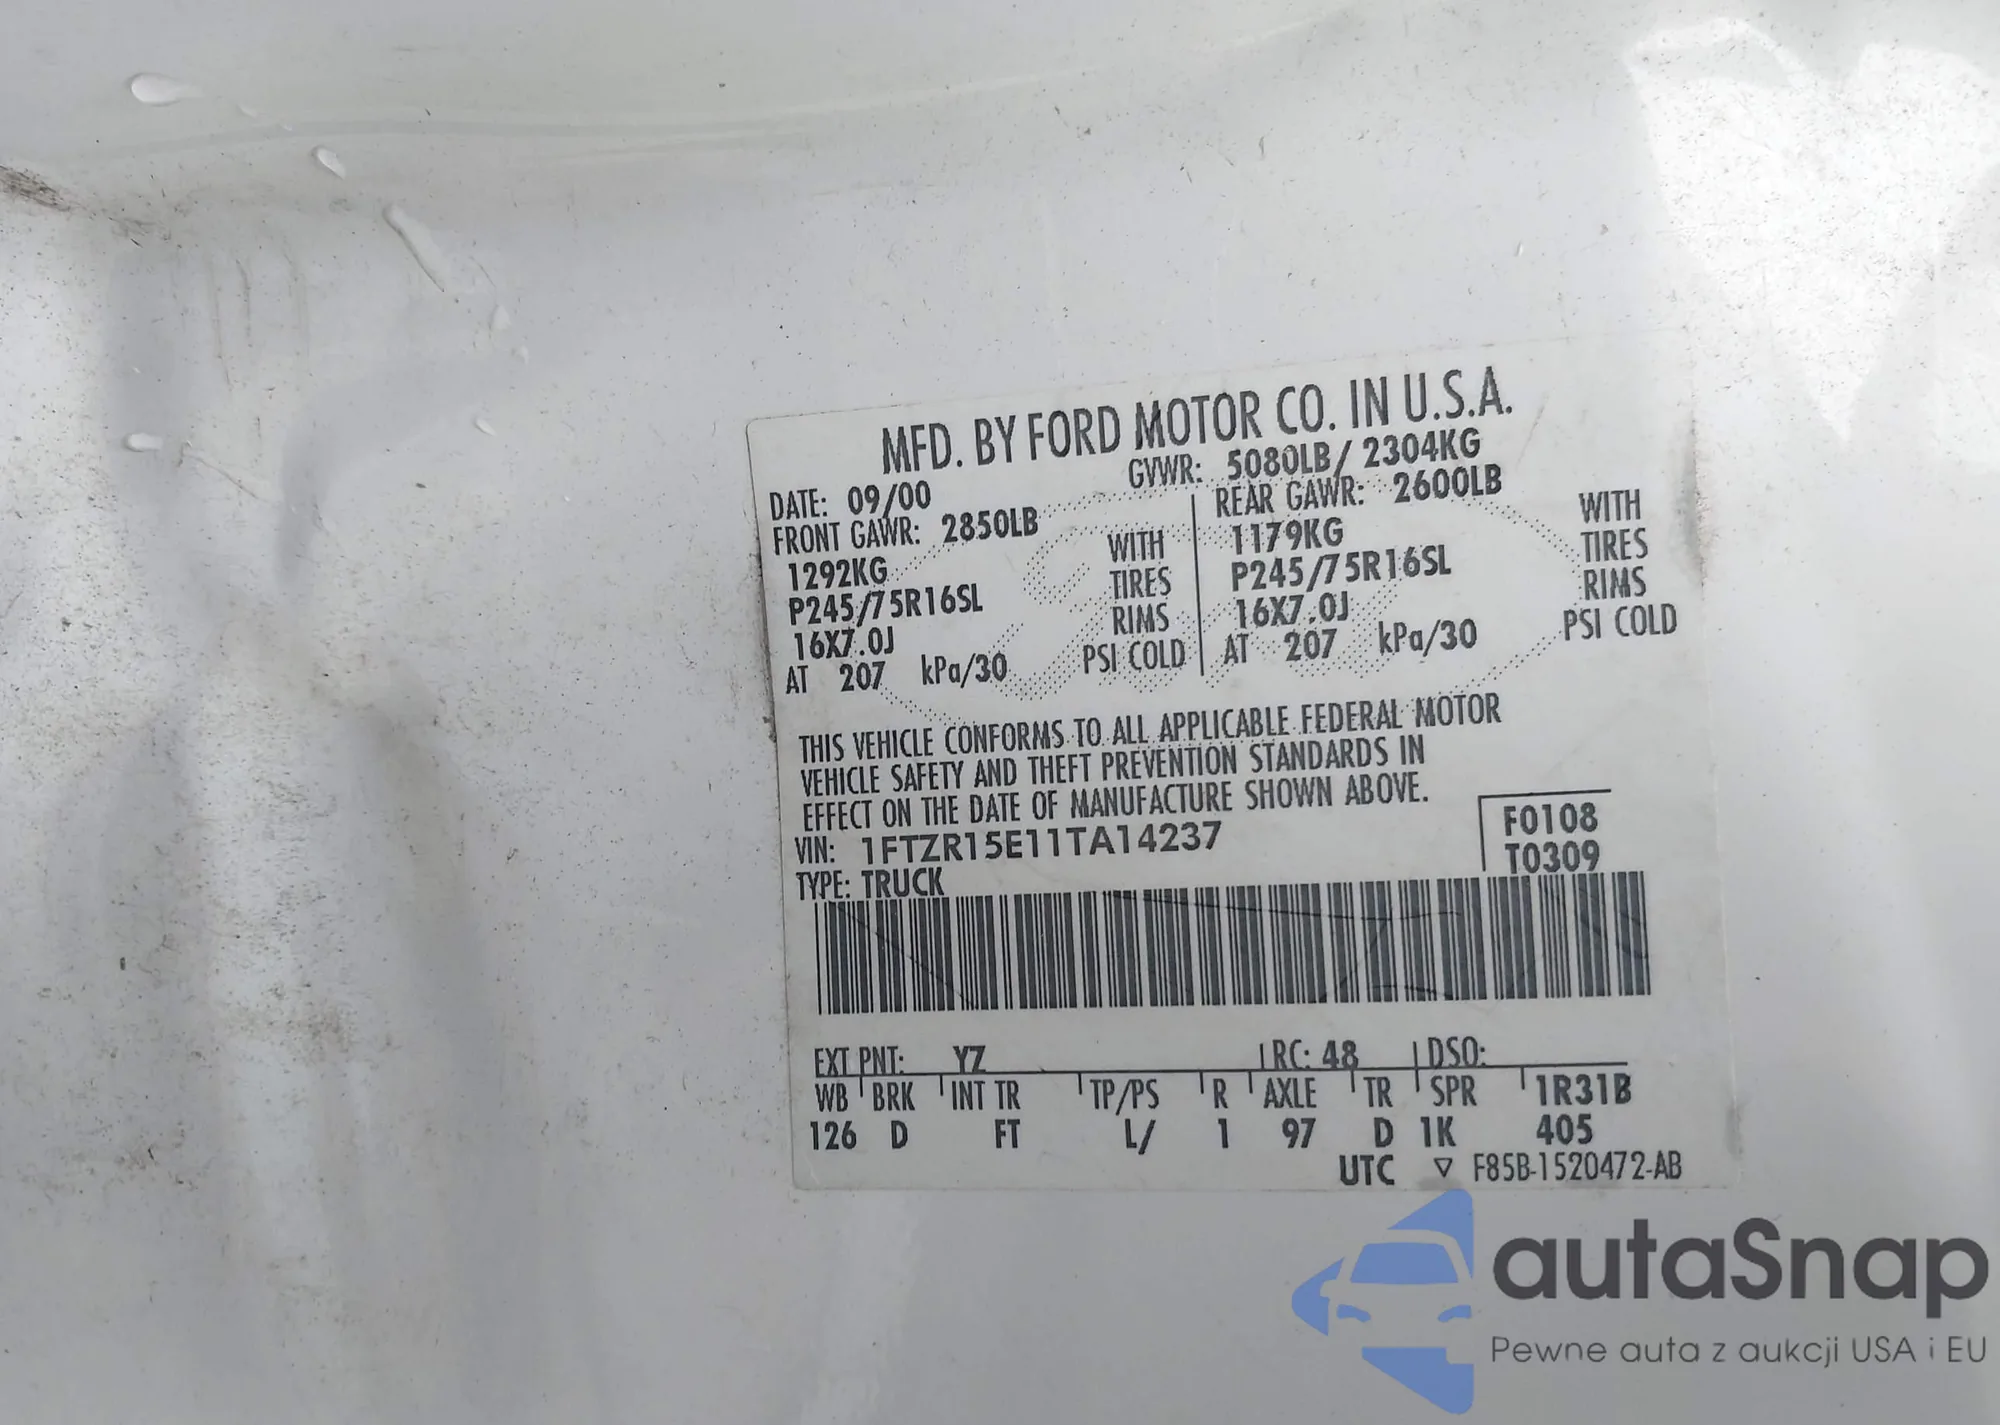 MFD. BY FORD MOTOR CO. IN U.S.A.
DATE: 09/00 GVWR: 5080LB/ 2304KG
FRONT GAWR: 2850LB REAR GAWR: 2600LB
1292KG WITH 1179KG WITH
P245/75R16SL TIRES P245/75R16SL TIRES
16X7.0J RIMS 16X7.0J RIMS
AT 207 kPa/30 PSI COLD AT 207 kPa/30 PSI COLD
THIS VEHICLE CONFORMS TO ALL APPLICABLE FEDERAL MOTOR
VEHICLE SAFETY AND THEFT PREVENTION STANDARDS IN
EFFECT ON THE DATE OF MANUFACTURE SHOWN ABOVE.
F0108
VIN: 1FTZR15E11TA14237
T0309
TYPE: TRUCK
EXT PNT: YZ RC: 48 DSO:
WB BRK INT TR TP/PS R AXLE TR SPR 1R31B
126 D FT L/ 1 97 D 1K 405
UTC ▽ F85B-1520472-AB
autaSnap
Pewne auta z aukcji USA i EU